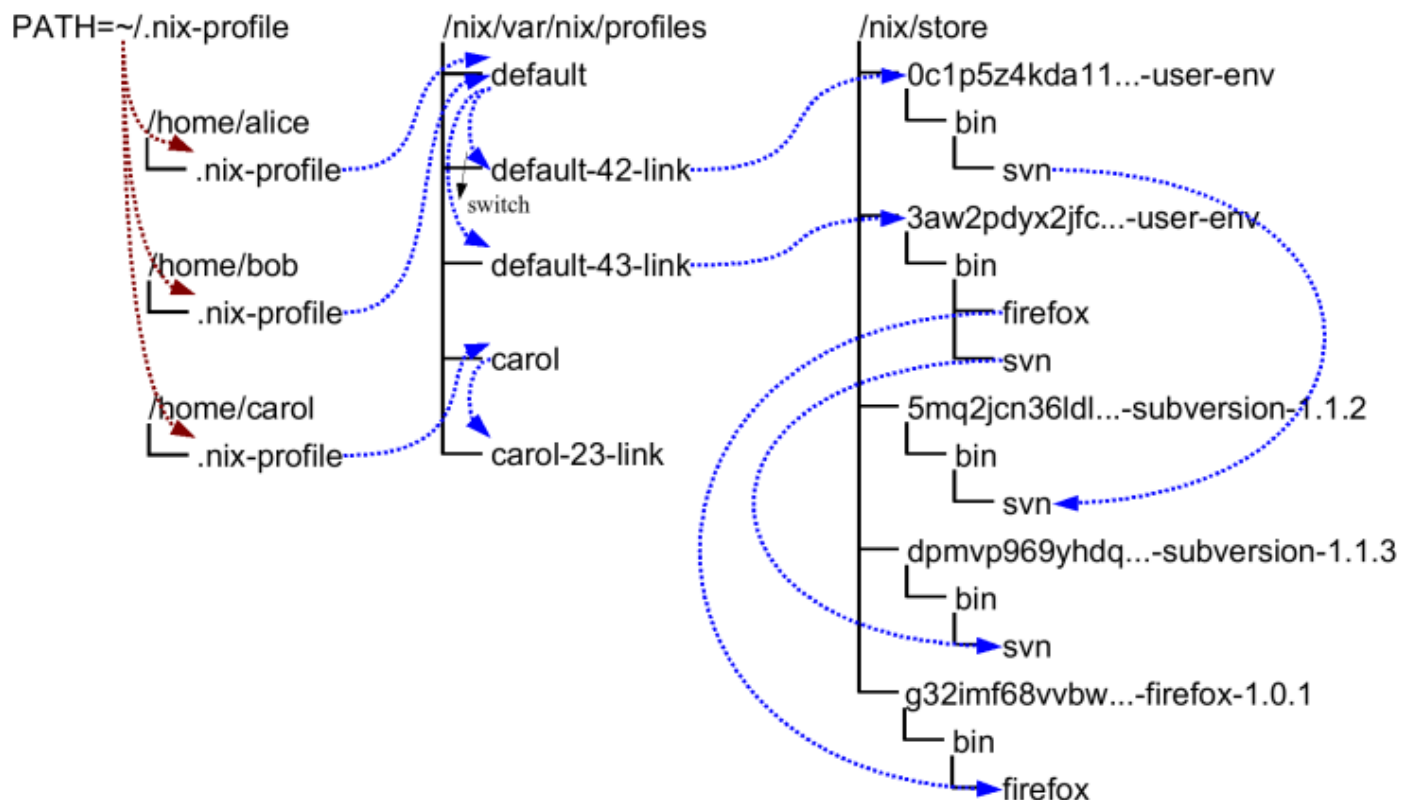 PATH=~/.nix-profile
/home/alice
.nix-profile
/home/bob
.nix-profile
/home/carol
.nix-profile
/nix/var/nix/profiles
default
default-42-link
switch
default-43-link
carol
carol-23-link
/nix/store
0c1p5z4kda11...-user-env
bin
svn
3aw2pdyx2jfc...-user-env
bin
firefox
svn
5mq2jcn36ldl...-subversion-1.1.2
bin
svn
dpmvp969yhdq...-subversion-1.1.3
bin
svn
g32imf68vvbw...-firefox-1.0.1
bin
firefox